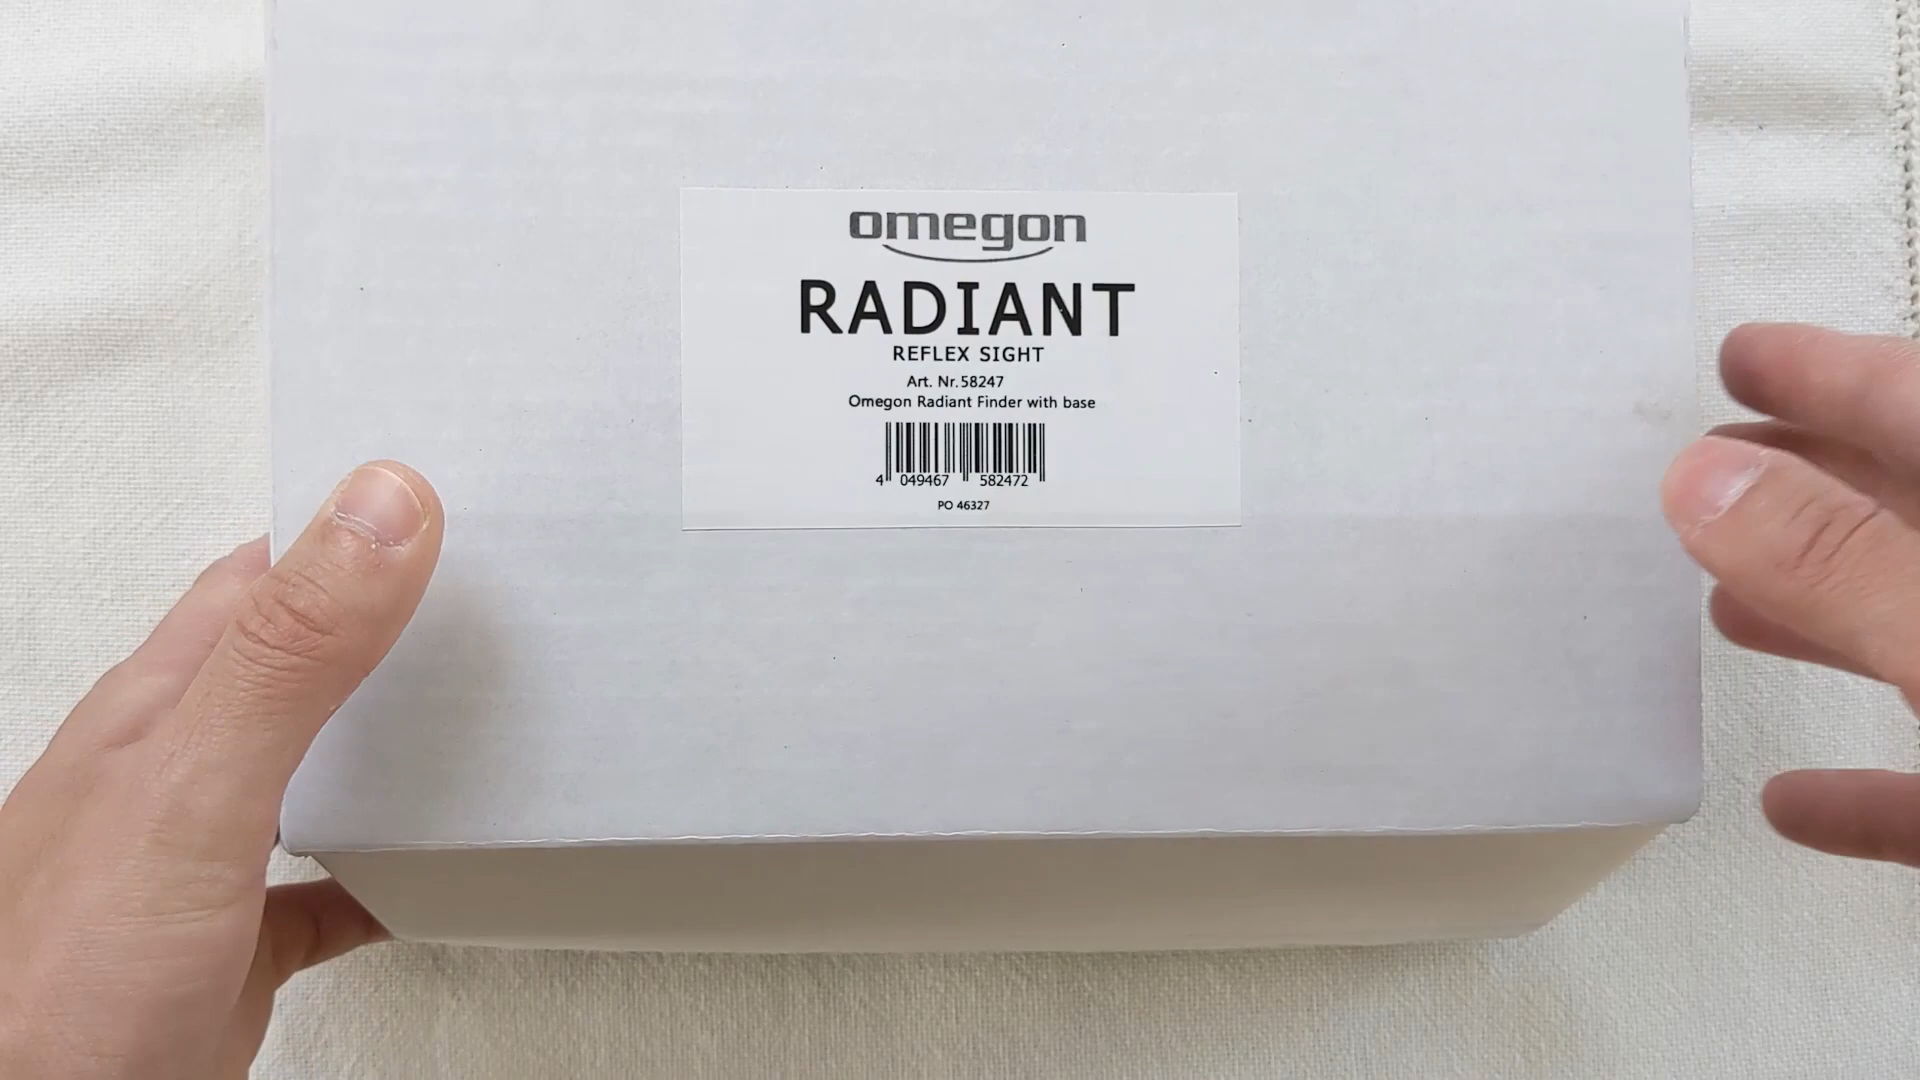 omegon
RADIANT
REFLEX SIGHT
Art. Nr.58247
Omegon Radiant Finder with base
4 049467 582472
PO 46327